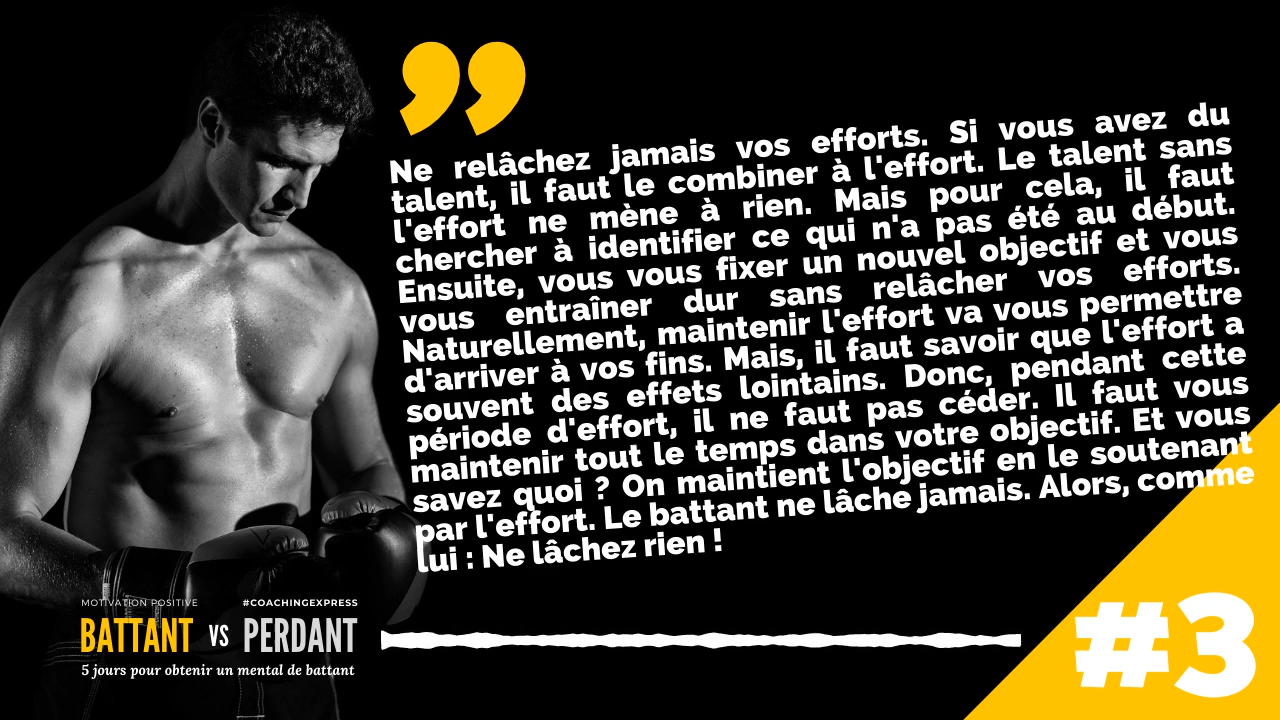 ”
Ne relâchez jamais vos efforts. Si vous avez du
talent, il faut le combiner à l'effort. Le talent sans
l'effort ne mène à rien. Mais pour cela, il faut
chercher à identifier ce qui n'a pas été au début.
Ensuite, vous vous fixer un nouvel objectif et vous
vous entraîner dur sans relâcher vos efforts.
Naturellement, maintenir l'effort va vous permettre
d'arriver à vos fins. Mais, il faut savoir que l'effort a
souvent des effets lointains. Donc, pendant cette
période d'effort, il ne faut pas céder. Il faut vous
maintenir tout le temps dans votre objectif. Et vous
savez quoi ? On maintient l'objectif en le soutenant
par l'effort. Le battant ne lâche jamais. Alors, comme
lui : Ne lâchez rien !
MOTIVATION POSITIVE #COACHINGEXPRESS
BATTANT VS PERDANT
5 jours pour obtenir un mental de battant
#3